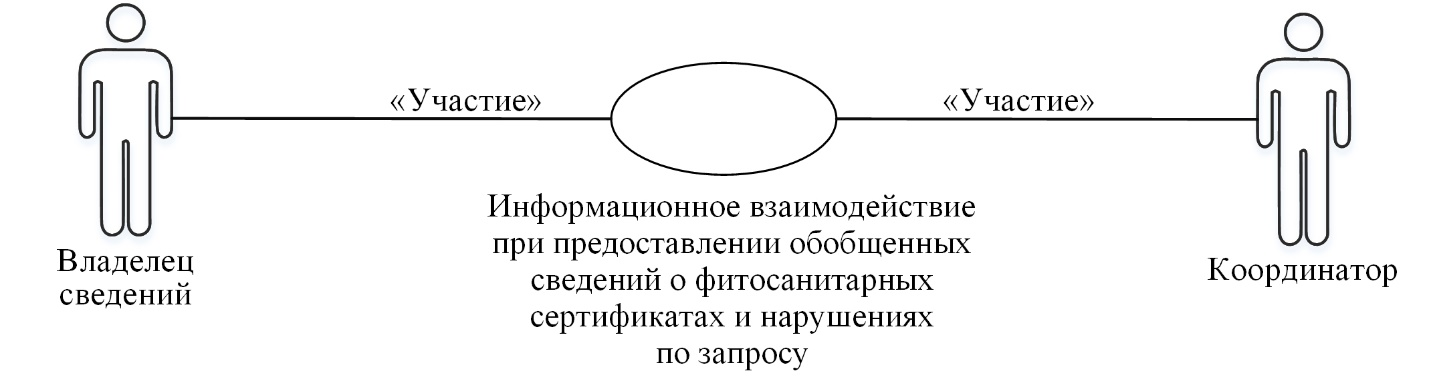 «Участие»
«Участие»
Информационное взаимодействие
при предоставлении обобщенных
сведений о фитосанитарных
сертификатах и нарушениях
по запросу
Владелец
сведений
Координатор